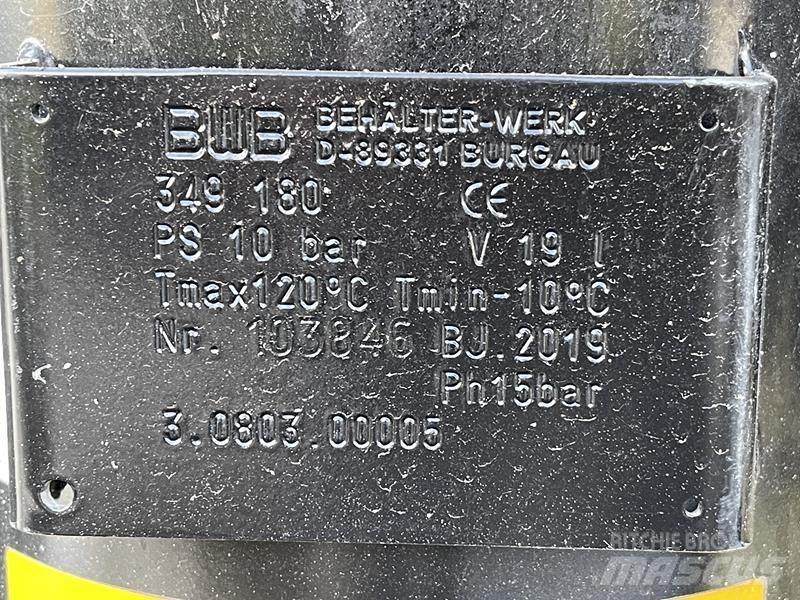 BWB BEHÄLTER-WERK
D-89331 BURGAU
349 180 CE
PS 10 bar V 19 l
Tmax120°C Tmin-10°C
Nr. 103846 BJ.2019
Ph15bar
3.0803.00005
RITCHIE BROS
MASCUS